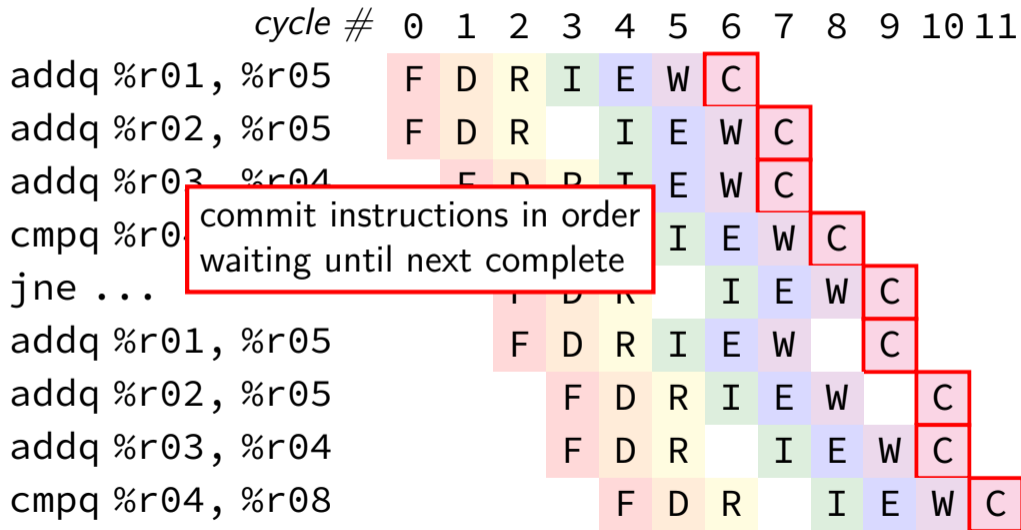 cycle # 0 1 2 3 4 5 6 7 8 9 10 11
addq %r01, %r05 F D R I E W C
addq %r02, %r05 F D R I E W C
addq %r03, %r04 F D R I E W C
commit instructions in order
cmpq %r0 I E W C
waiting until next complete
jne ... F D R I E W C
addq %r01, %r05 F D R I E W C
addq %r02, %r05 F D R I E W C
addq %r03, %r04 F D R I E W C
cmpq %r04, %r08 F D R I E W C